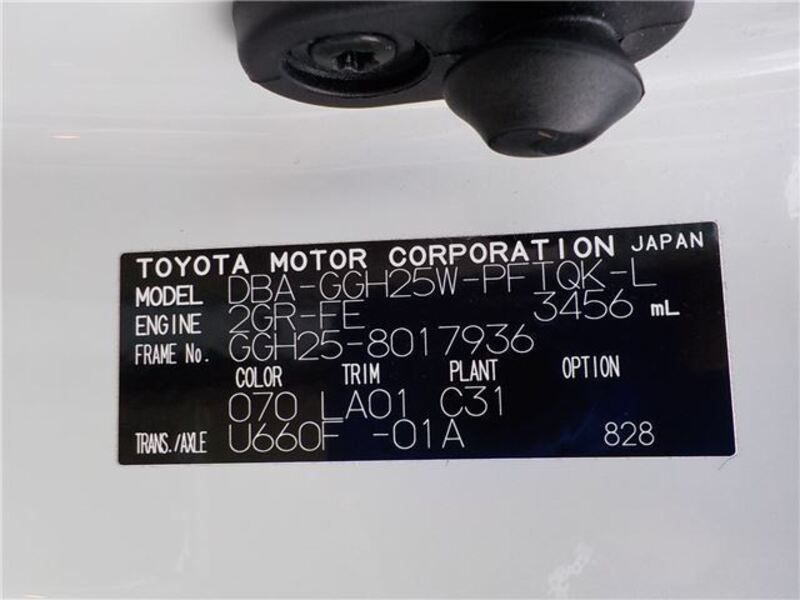 TOYOTA MOTOR CORPORATION JAPAN
MODEL DBA-GGH25W-PFTQK-L
ENGINE 2GR-FE 3456 mL
FRAME No. GGH25-8017936
COLOR TRIM PLANT OPTION
070 LA01 C31
TRANS./AXLE U660F -01A 828